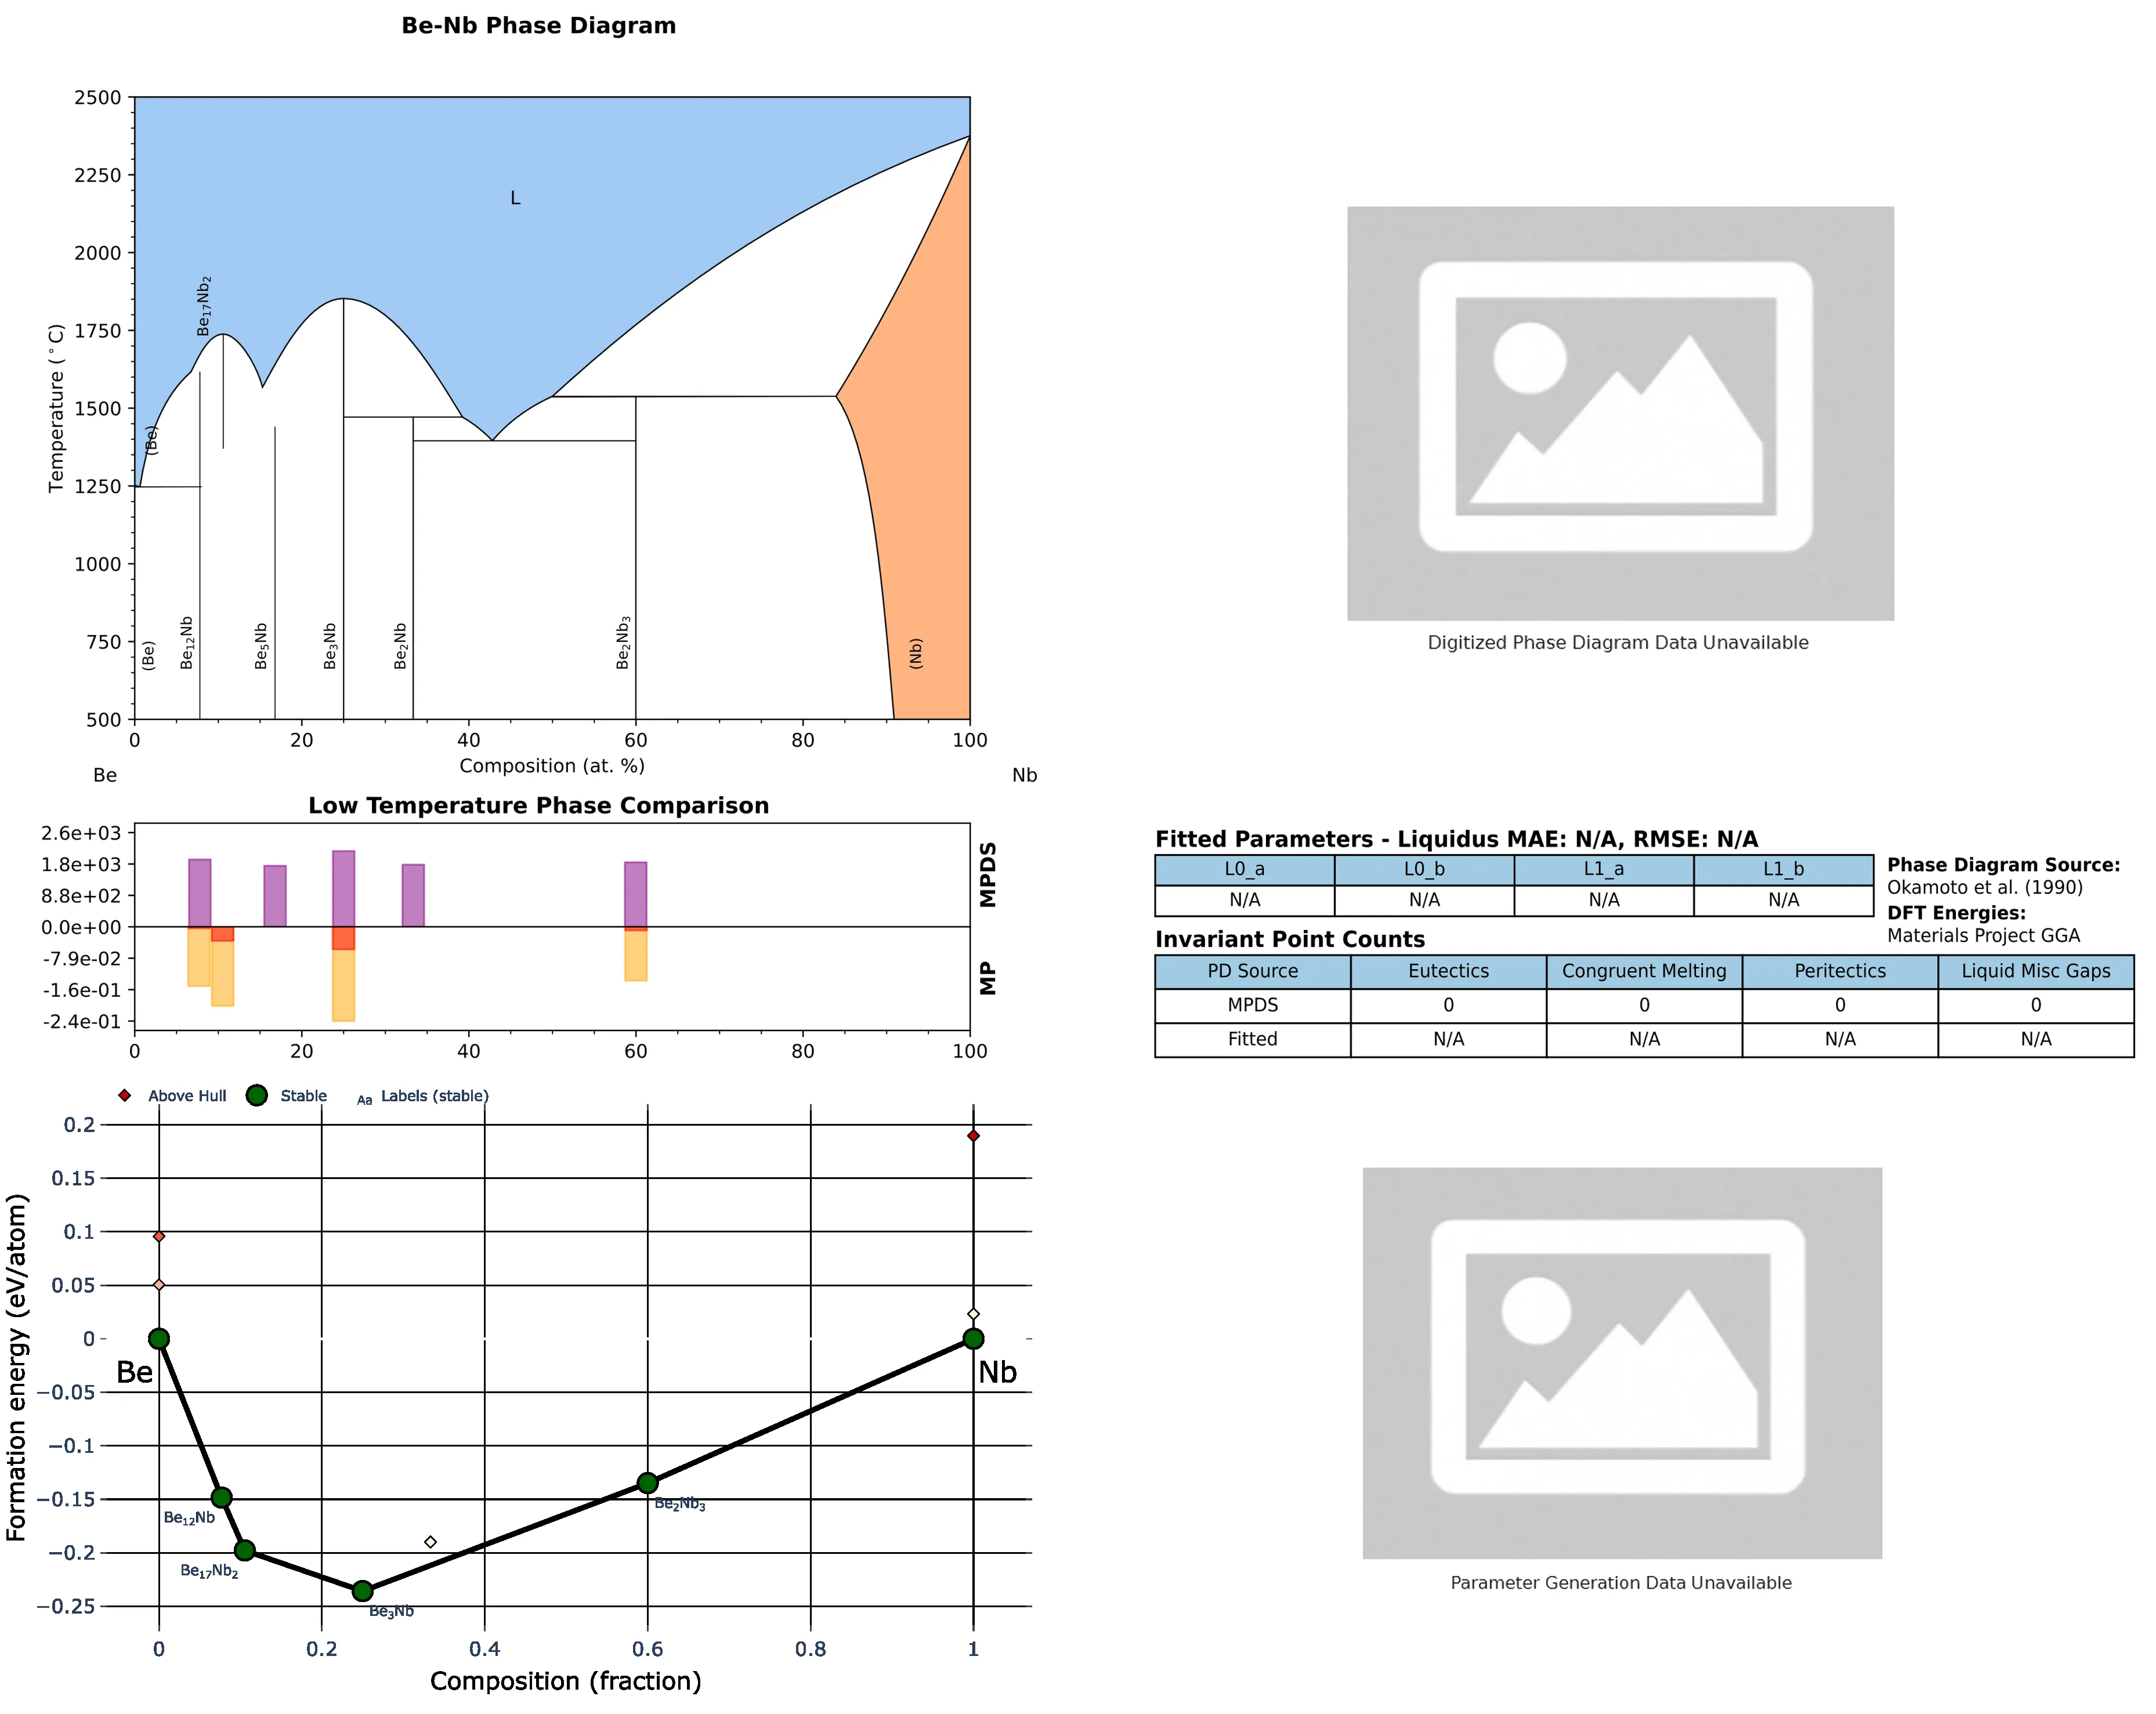 Be-Nb Phase Diagram
2500
2250
2000
1750
1500
1250
1000
750
500
Temperature (°C)
L
Be₁₇Nb₂
(Be)
(Be)
Be₁₂Nb
Be₅Nb
Be₃Nb
Be₂Nb
Be₂Nb₃
(Nb)
0 20 40 60 80 100
Composition (at. %)
Be Nb
Digitized Phase Diagram Data Unavailable
Low Temperature Phase Comparison
2.6e+03
1.8e+03
8.8e+02
0.0e+00
-7.9e-02
-1.6e-01
-2.4e-01
MPDS
MP
0 20 40 60 80 100
Fitted Parameters - Liquidus MAE: N/A, RMSE: N/A
L0_a L0_b L1_a L1_b
N/A N/A N/A N/A
Phase Diagram Source:
Okamoto et al. (1990)
DFT Energies:
Materials Project GGA
Invariant Point Counts
PD Source Eutectics Congruent Melting Peritectics Liquid Misc Gaps
MPDS 0 0 0 0
Fitted N/A N/A N/A N/A
Above Hull Stable Aa Labels (stable)
0.2
0.15
0.1
0.05
0
−0.05
−0.1
−0.15
−0.2
−0.25
Formation energy (eV/atom)
Be
Nb
Be₁₂Nb
Be₁₇Nb₂
Be₃Nb
Be₂Nb₃
0 0.2 0.4 0.6 0.8 1
Composition (fraction)
Parameter Generation Data Unavailable